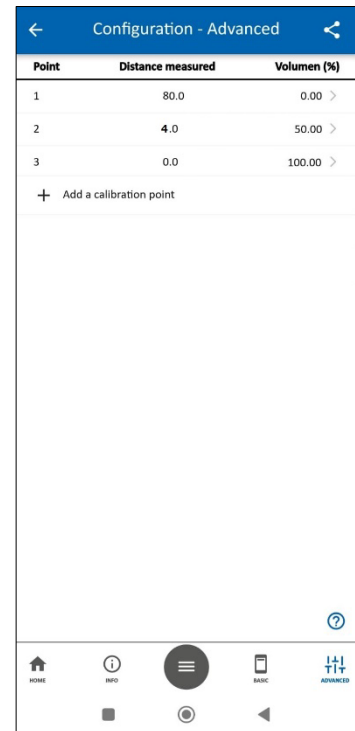 Configuration - Advanced
Point Distance measured Volumen (%)
1 80.0 0.00
2 4.0 50.00
3 0.0 100.00
+ Add a calibration point
HOME INFO BASIC ADVANCED